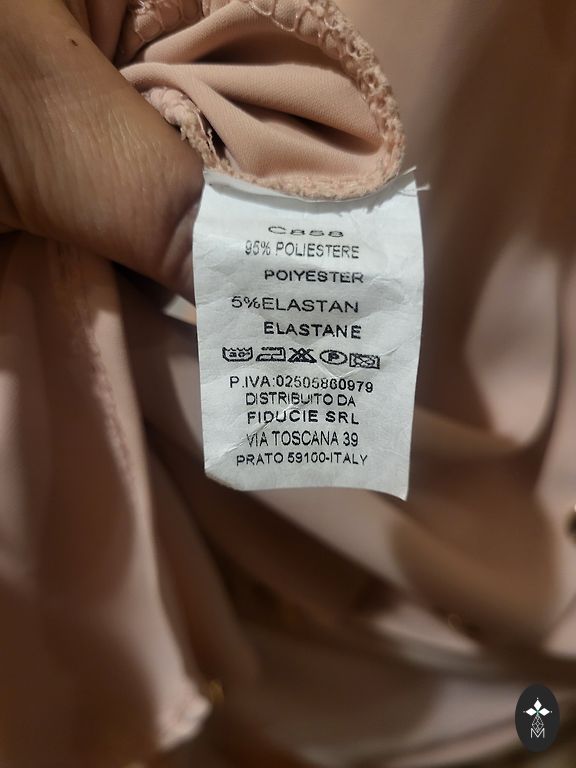 C858
95% POLIESTERE
POIYESTER
5%ELASTAN
ELASTANE
P.IVA:02505860979
DISTRIBUITO DA
FIDUCIE SRL
VIA TOSCANA 39
PRATO 59100-ITALY
M